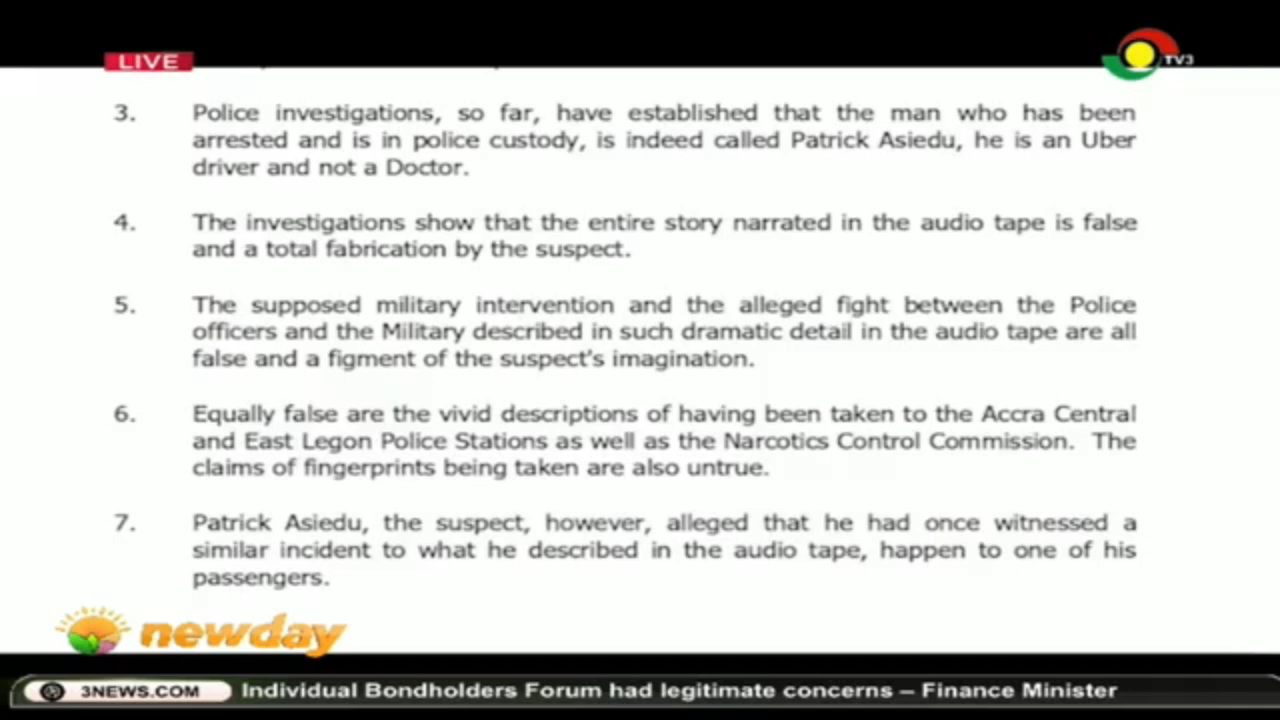 LIVE
TV3
3. Police investigations, so far, have established that the man who has been
arrested and is in police custody, is indeed called Patrick Asiedu, he is an Uber
driver and not a Doctor.
4. The investigations show that the entire story narrated in the audio tape is false
and a total fabrication by the suspect.
5. The supposed military intervention and the alleged fight between the Police
officers and the Military described in such dramatic detail in the audio tape are all
false and a figment of the suspect's imagination.
6. Equally false are the vivid descriptions of having been taken to the Accra Central
and East Legon Police Stations as well as the Narcotics Control Commission. The
claims of fingerprints being taken are also untrue.
7. Patrick Asiedu, the suspect, however, alleged that he had once witnessed a
similar incident to what he described in the audio tape, happen to one of his
passengers.
newday
3NEWS.COM Individual Bondholders Forum had legitimate concerns – Finance Minister